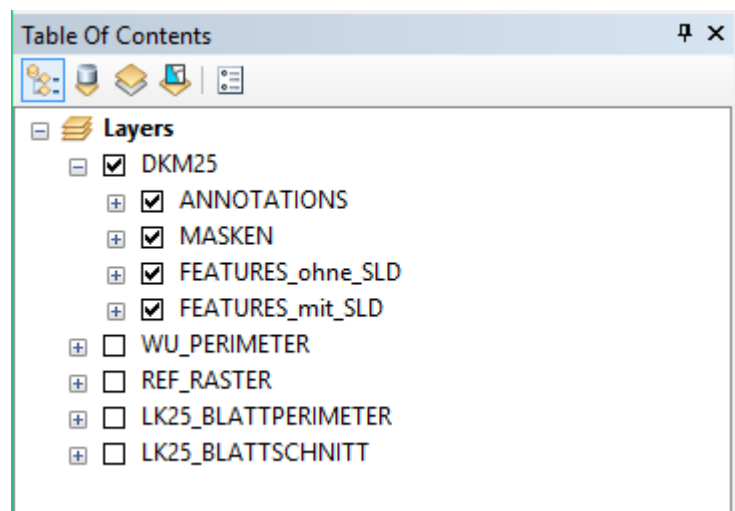 Table Of Contents
Layers
DKM25
ANNOTATIONS
MASKEN
FEATURES_ohne_SLD
FEATURES_mit_SLD
WU_PERIMETER
REF_RASTER
LK25_BLATTPERIMETER
LK25_BLATTSCHNITT